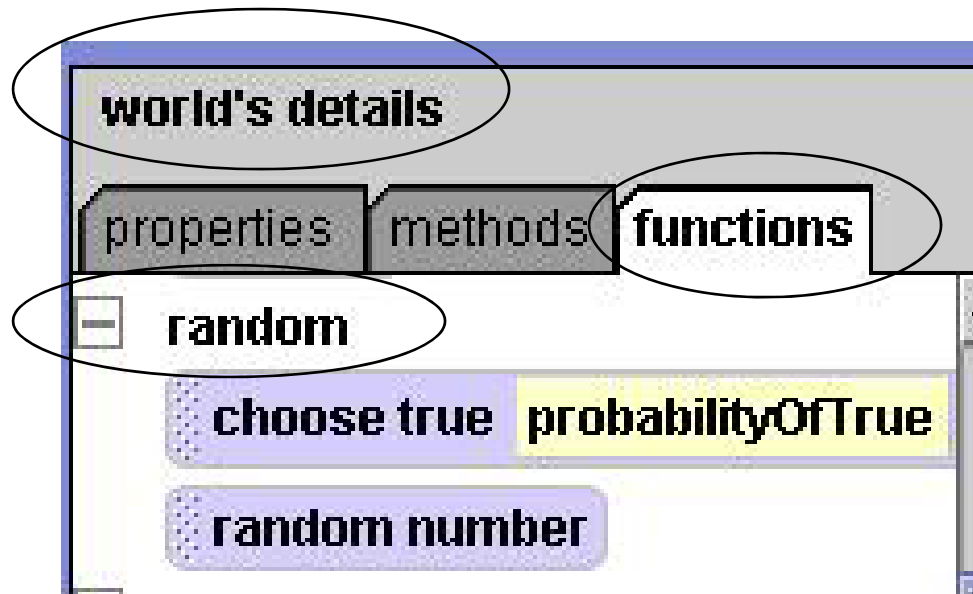 world's details
properties methods functions
random
choose true probabilityOfTrue
random number